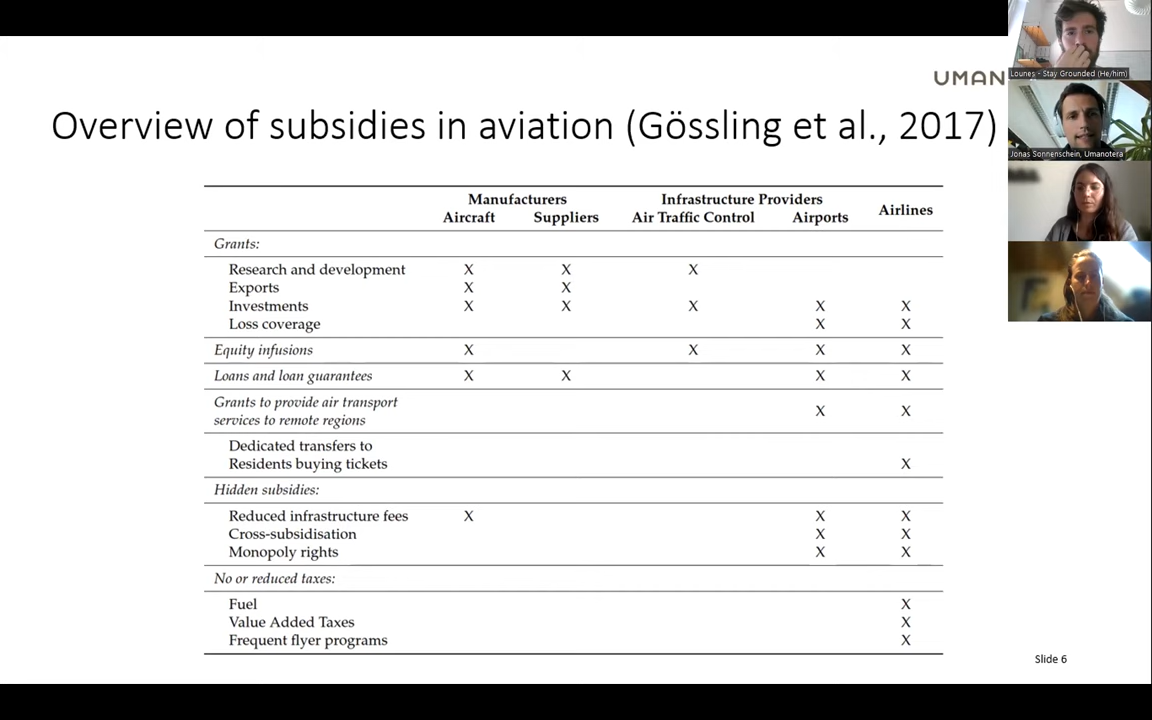 UMAN
Overview of subsidies in aviation (Gössling et al., 2017)
Manufacturers Infrastructure Providers Airlines
Aircraft Suppliers Air Traffic Control Airports
Grants:
Research and development X X X
Exports X X
Investments X X X X X
Loss coverage X X
Equity infusions X X X X
Loans and loan guarantees X X X X
Grants to provide air transport
services to remote regions X X
Dedicated transfers to
Residents buying tickets X
Hidden subsidies:
Reduced infrastructure fees X X X
Cross-subsidisation X X
Monopoly rights X X
No or reduced taxes:
Fuel X
Value Added Taxes X
Frequent flyer programs X
Slide 6
Lounes - Stay Grounded (He/him)
Jonas Sonnenschein, Umanotera